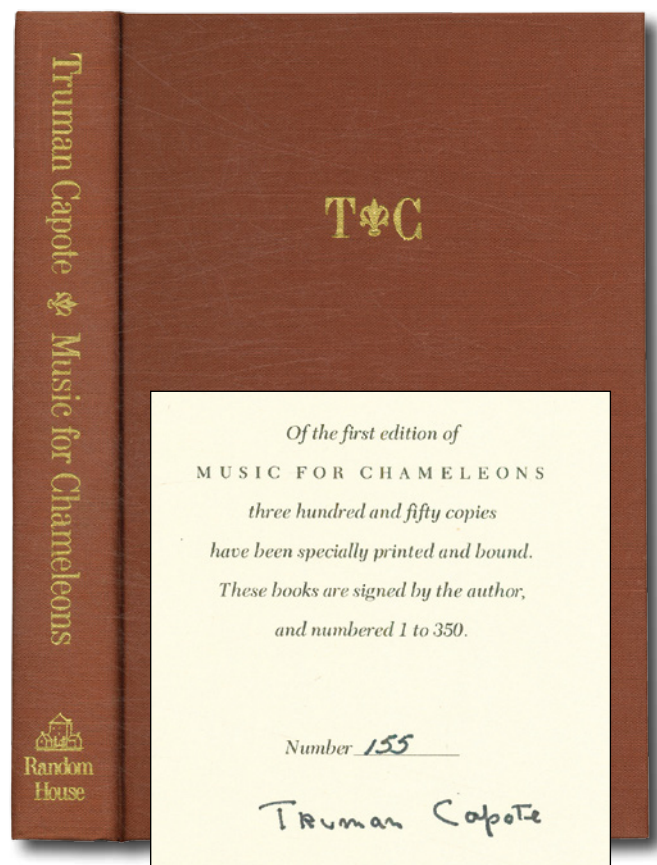 Truman Capote Music for Chameleons
Random
House
T C
Of the first edition of
MUSIC FOR CHAMELEONS
three hundred and fifty copies
have been specially printed and bound.
These books are signed by the author,
and numbered 1 to 350.
Number 155
Truman Capote